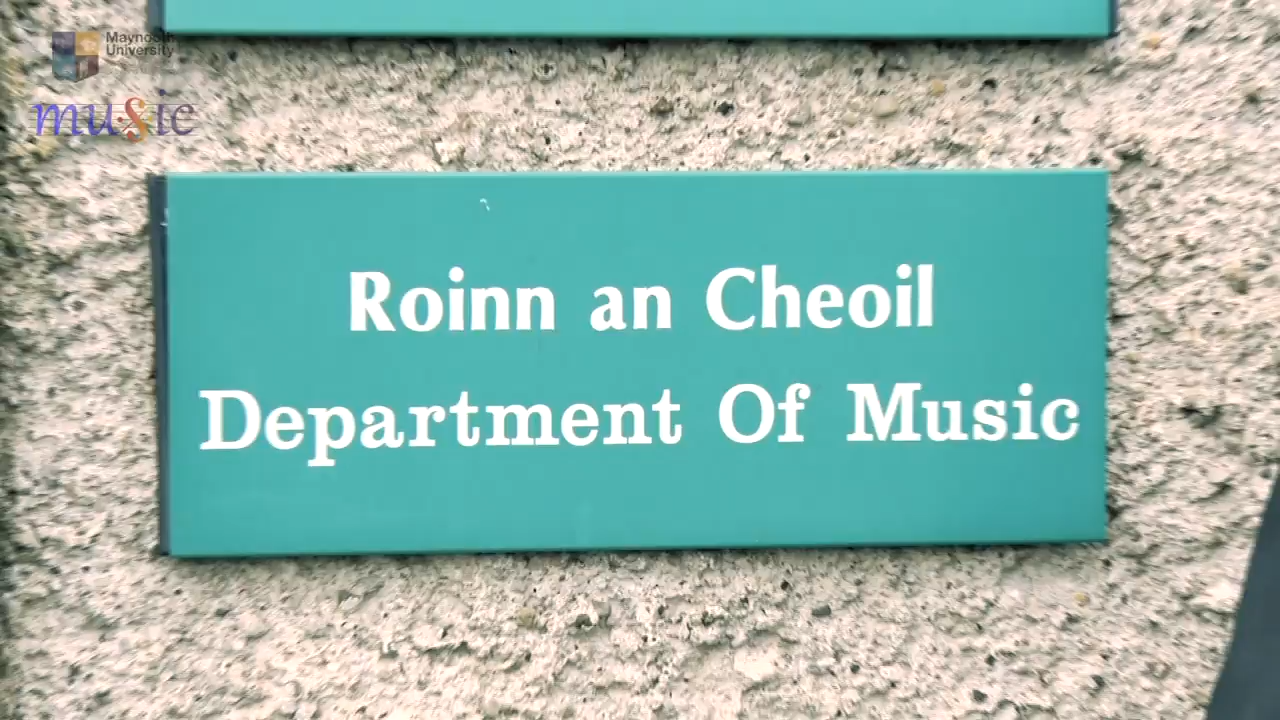 Maynooth
University
music
Roinn an Cheoil
Department Of Music